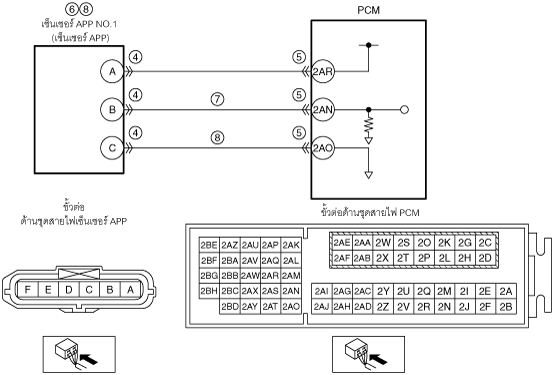 ⑥⑧
เซ็นเซอร์ APP NO.1
(เซ็นเซอร์ APP)
PCM
A ④ ⑤ 2AR
B ④ ⑦ ⑤ 2AN
C ④ ⑧ ⑤ 2AO
ขั้วต่อ
ด้านชุดสายไฟเซ็นเซอร์ APP
ขั้วต่อด้านชุดสายไฟ PCM
F E D C B A
2BE 2AZ 2AU 2AP 2AK 2AE 2AA 2W 2S 2O 2K 2G 2C
2BF 2BA 2AV 2AQ 2AL 2AF 2AB 2X 2T 2P 2L 2H 2D
2BG 2BB 2AW 2AR 2AM
2BH 2BC 2AX 2AS 2AN 2AI 2AG 2AC 2Y 2U 2Q 2M 2I 2E 2A
2BD 2AY 2AT 2AO 2AJ 2AH 2AD 2Z 2V 2R 2N 2J 2F 2B